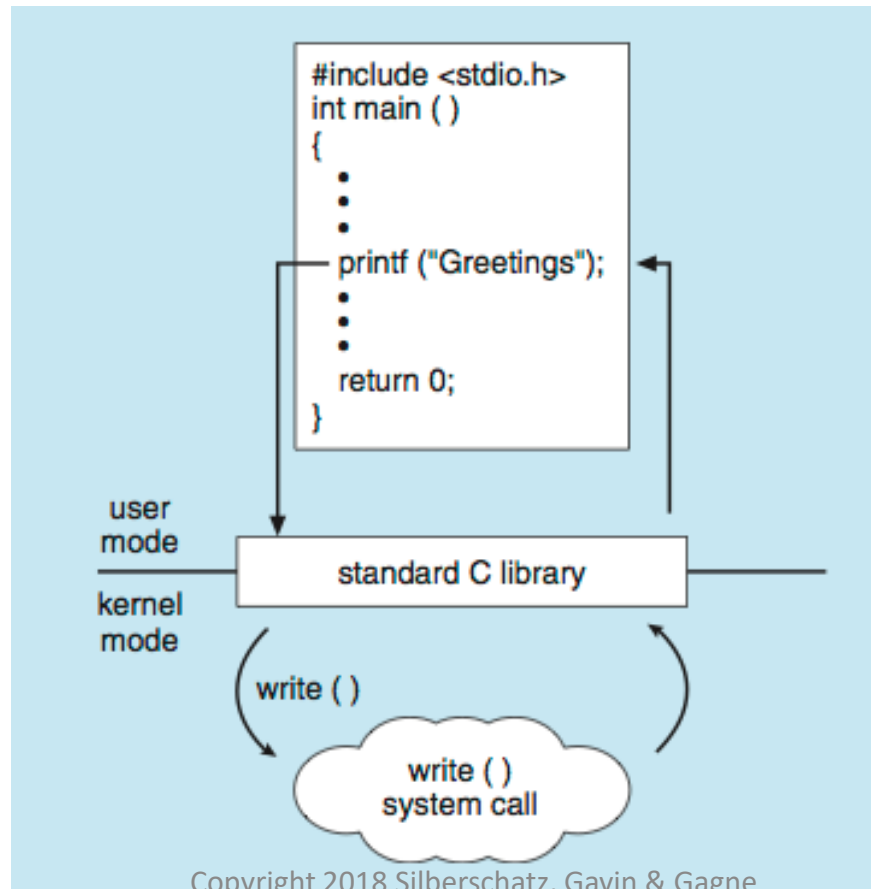 #include <stdio.h>
int main ( )
{
•
•
•
printf ("Greetings");
•
•
•
return 0;
}
user
mode
standard C library
kernel
mode
write ( )
write ( )
system call
Copyright 2018 Silberschatz, Gavin & Gagne